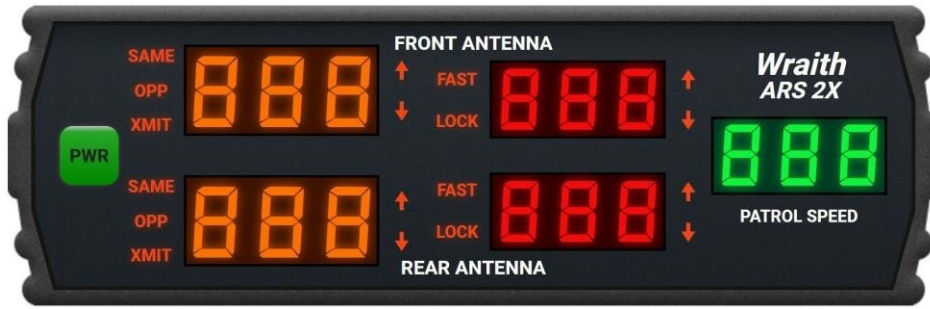 FRONT ANTENNA
SAME
OPP
XMIT
888
FAST
LOCK
888
Wraith
ARS 2X
PWR
888
PATROL SPEED
SAME
OPP
XMIT
888
FAST
LOCK
888
REAR ANTENNA